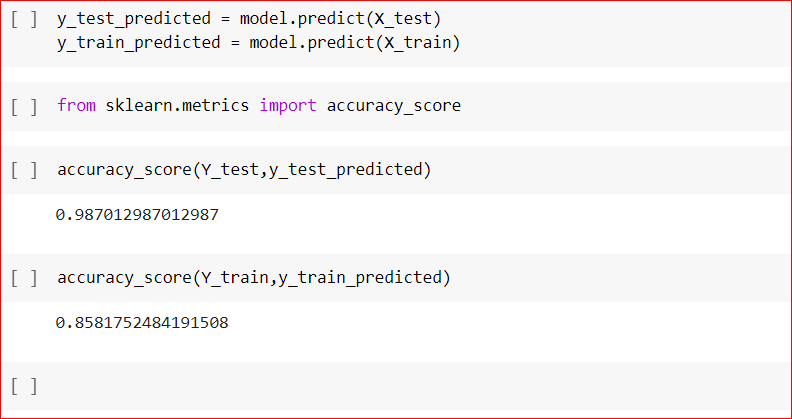 [ ] y_test_predicted = model.predict(X_test)
y_train_predicted = model.predict(X_train)
[ ] from sklearn.metrics import accuracy_score
[ ] accuracy_score(Y_test,y_test_predicted)
0.987012987012987
[ ] accuracy_score(Y_train,y_train_predicted)
0.8581752484191508
[ ]